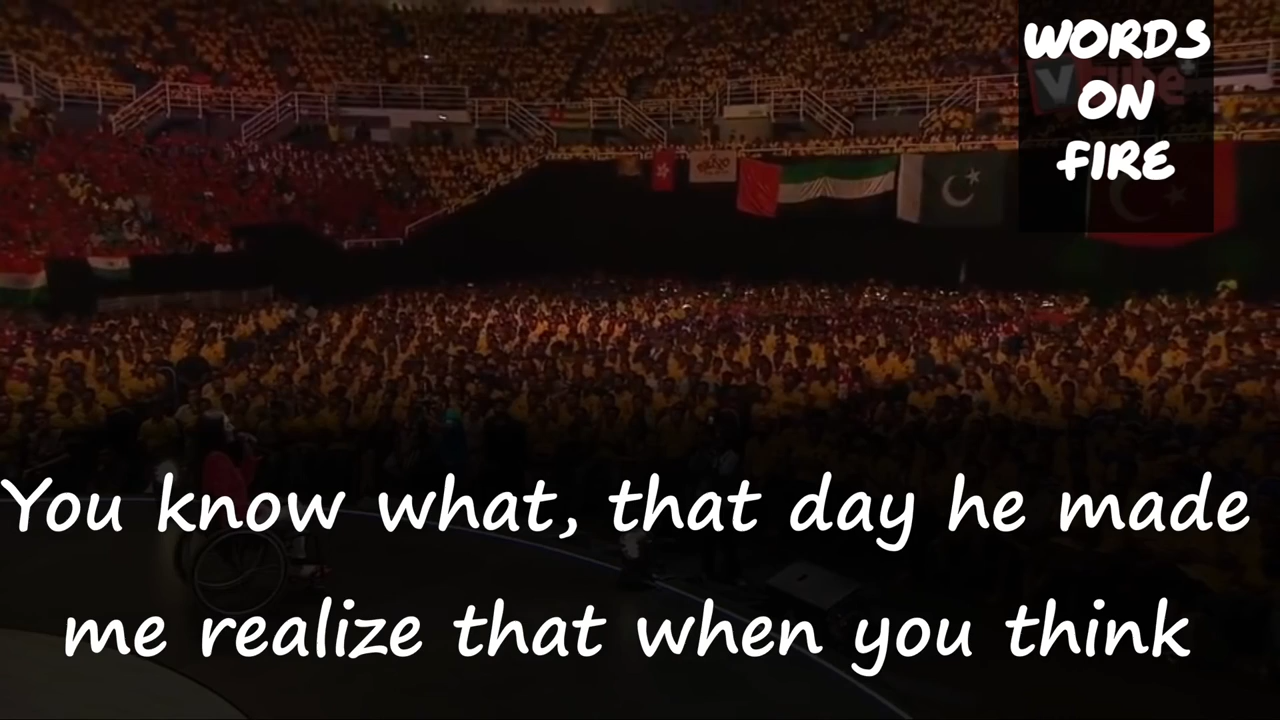 WORDS
ON
FIRE
You know what, that day he made
me realize that when you think